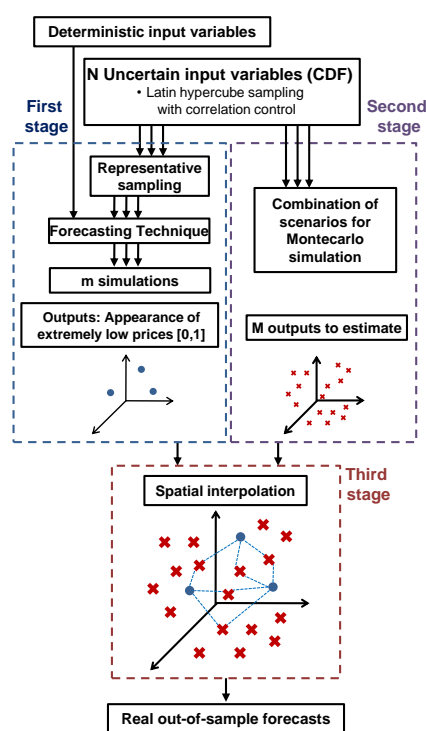 Deterministic input variables
N Uncertain input variables (CDF)
• Latin hypercube sampling
with correlation control
First
stage
Second
stage
Representative
sampling
Forecasting Technique
m simulations
Outputs: Appearance of
extremely low prices [0,1]
Combination of
scenarios for
Montecarlo
simulation
M outputs to estimate
Third
stage
Spatial interpolation
Real out-of-sample forecasts